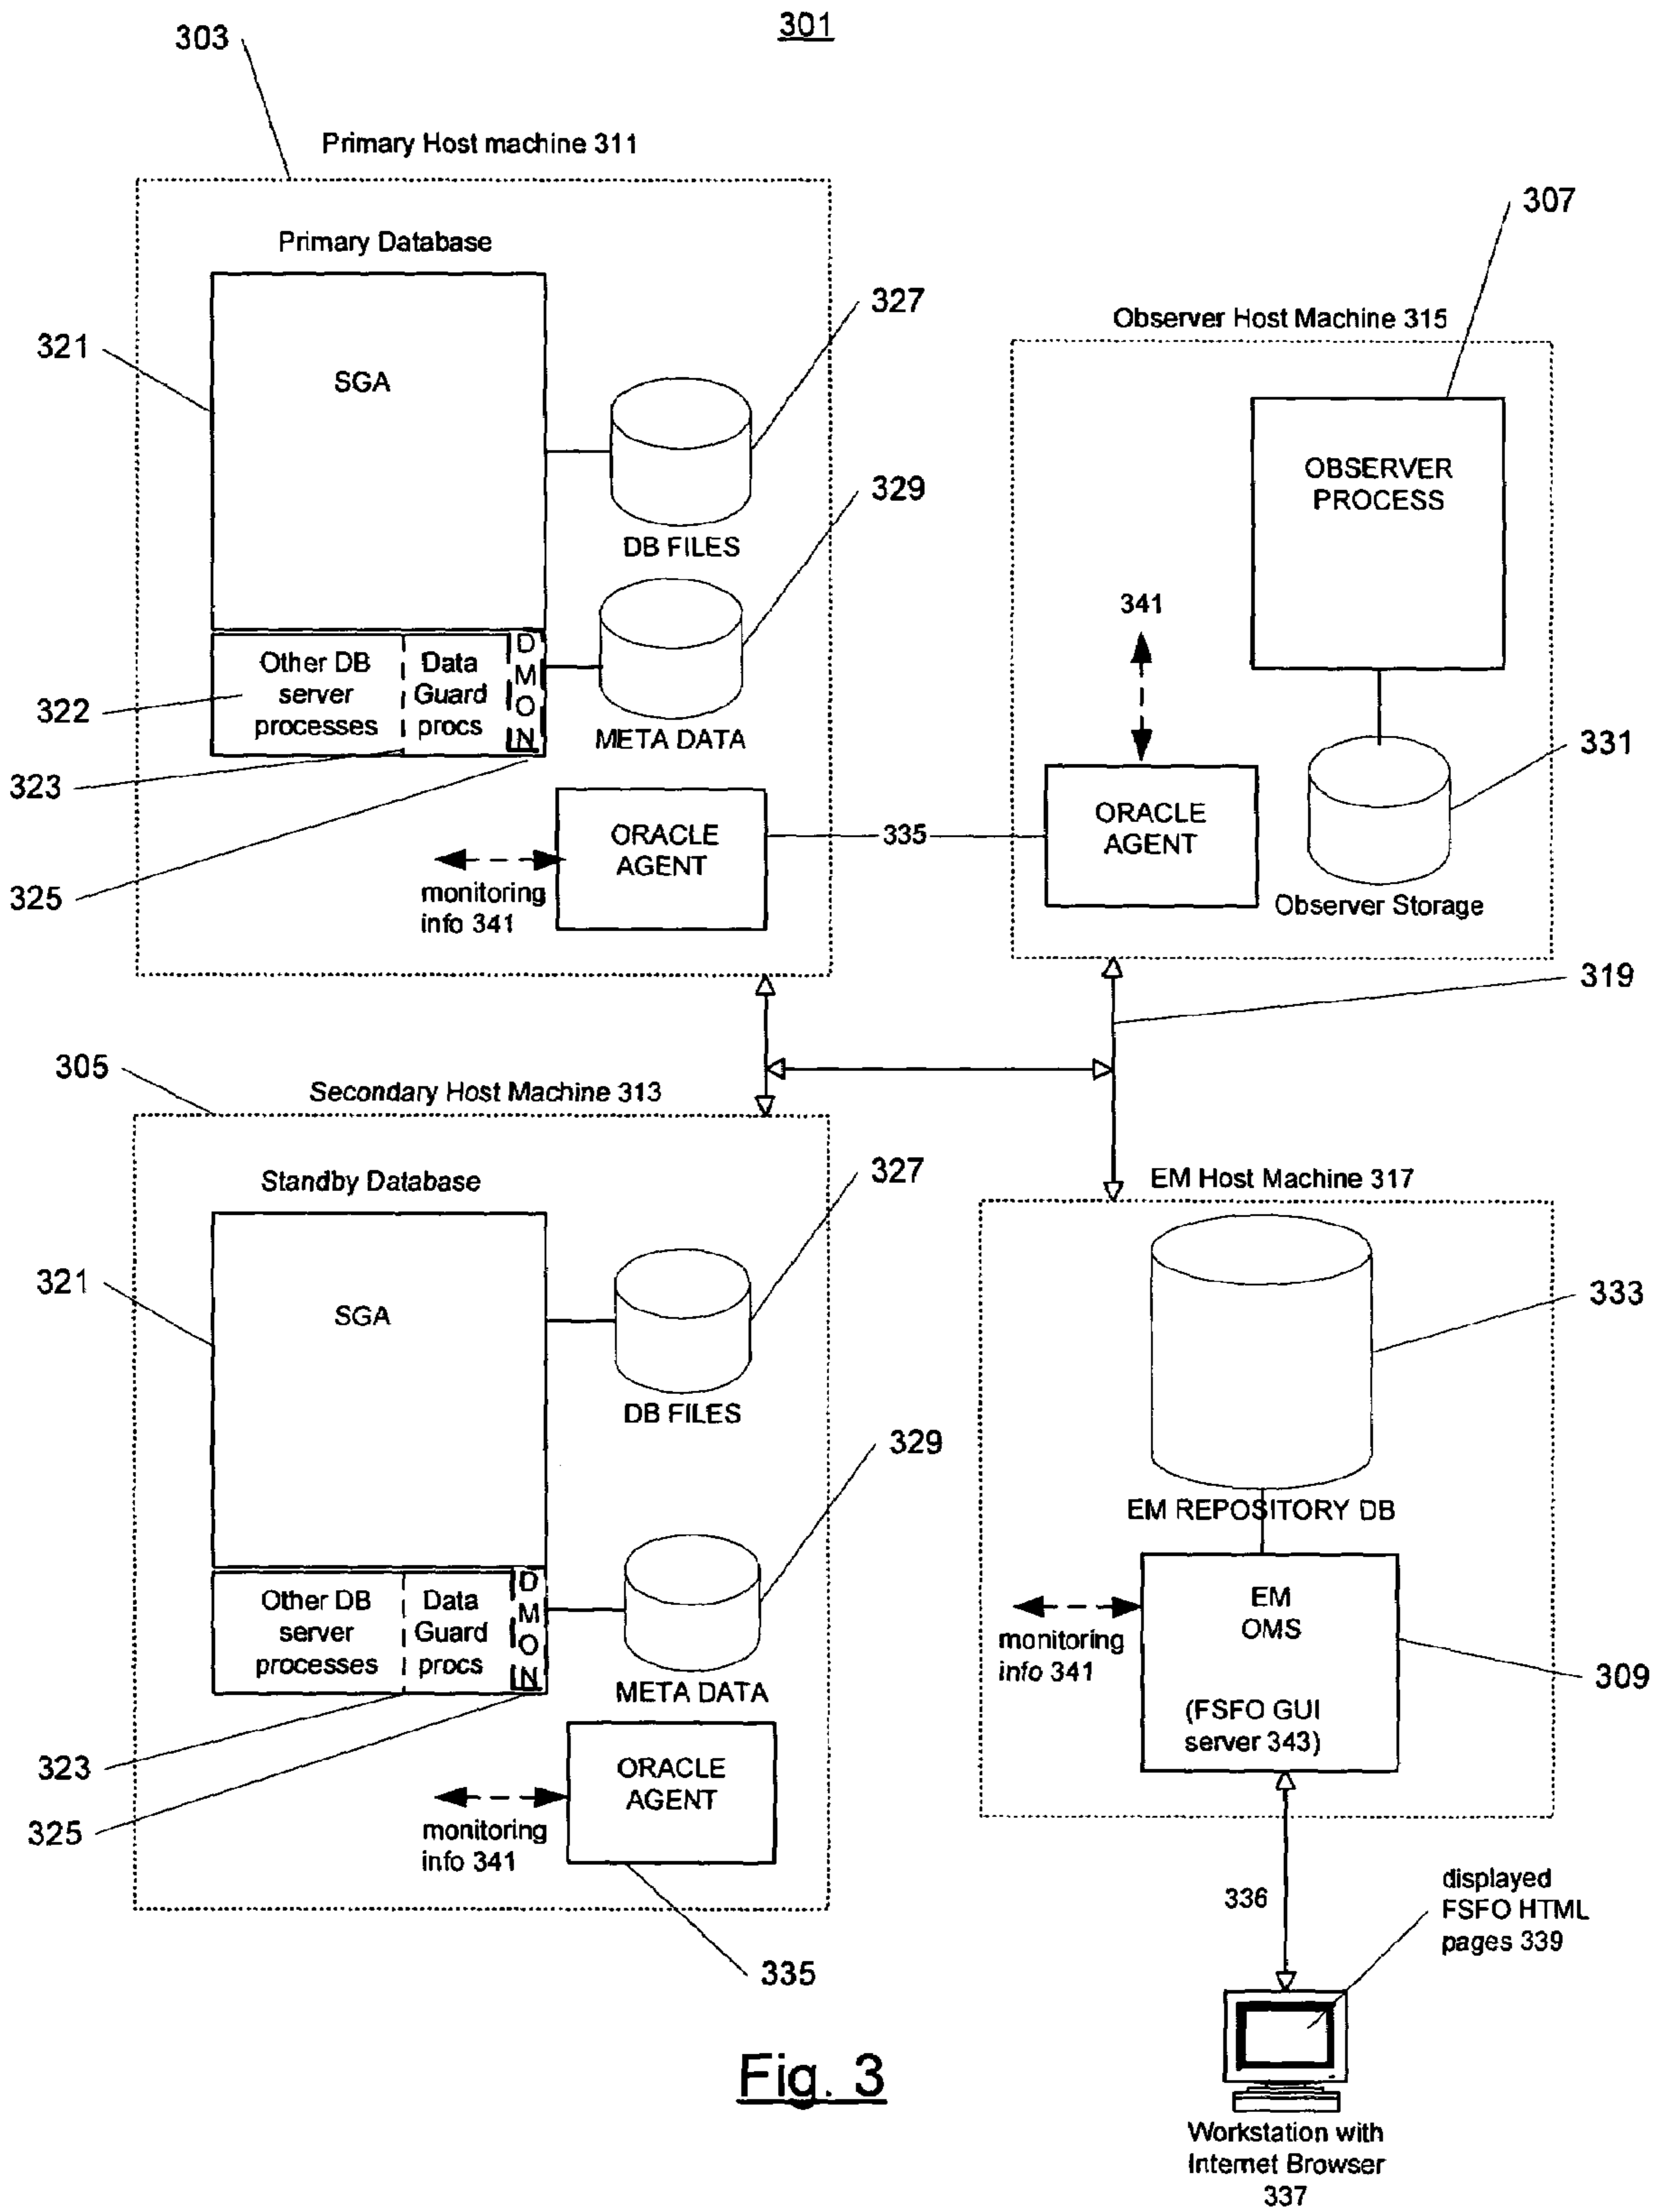 301
303
Primary Host machine 311
307
Primary Database
327
Observer Host Machine 315
321
SGA
OBSERVER
PROCESS
329
DB FILES
341
D
M
O
N
Other DB
server
processes
Data
Guard
procs
322
META DATA
331
323
ORACLE
AGENT
335
ORACLE
AGENT
325
monitoring
info 341
Observer Storage
319
305
Secondary Host Machine 313
327
EM Host Machine 317
Standby Database
321
SGA
333
DB FILES
329
EM REPOSITORY DB
D
M
O
N
Other DB
server
processes
Data
Guard
procs
EM
OMS
monitoring
info 341
309
META DATA
(FSFO GUI
server 343)
323
ORACLE
AGENT
325
monitoring
info 341
336
displayed
FSFO HTML
pages 339
335
Fig. 3
Workstation with
Internet Browser
337